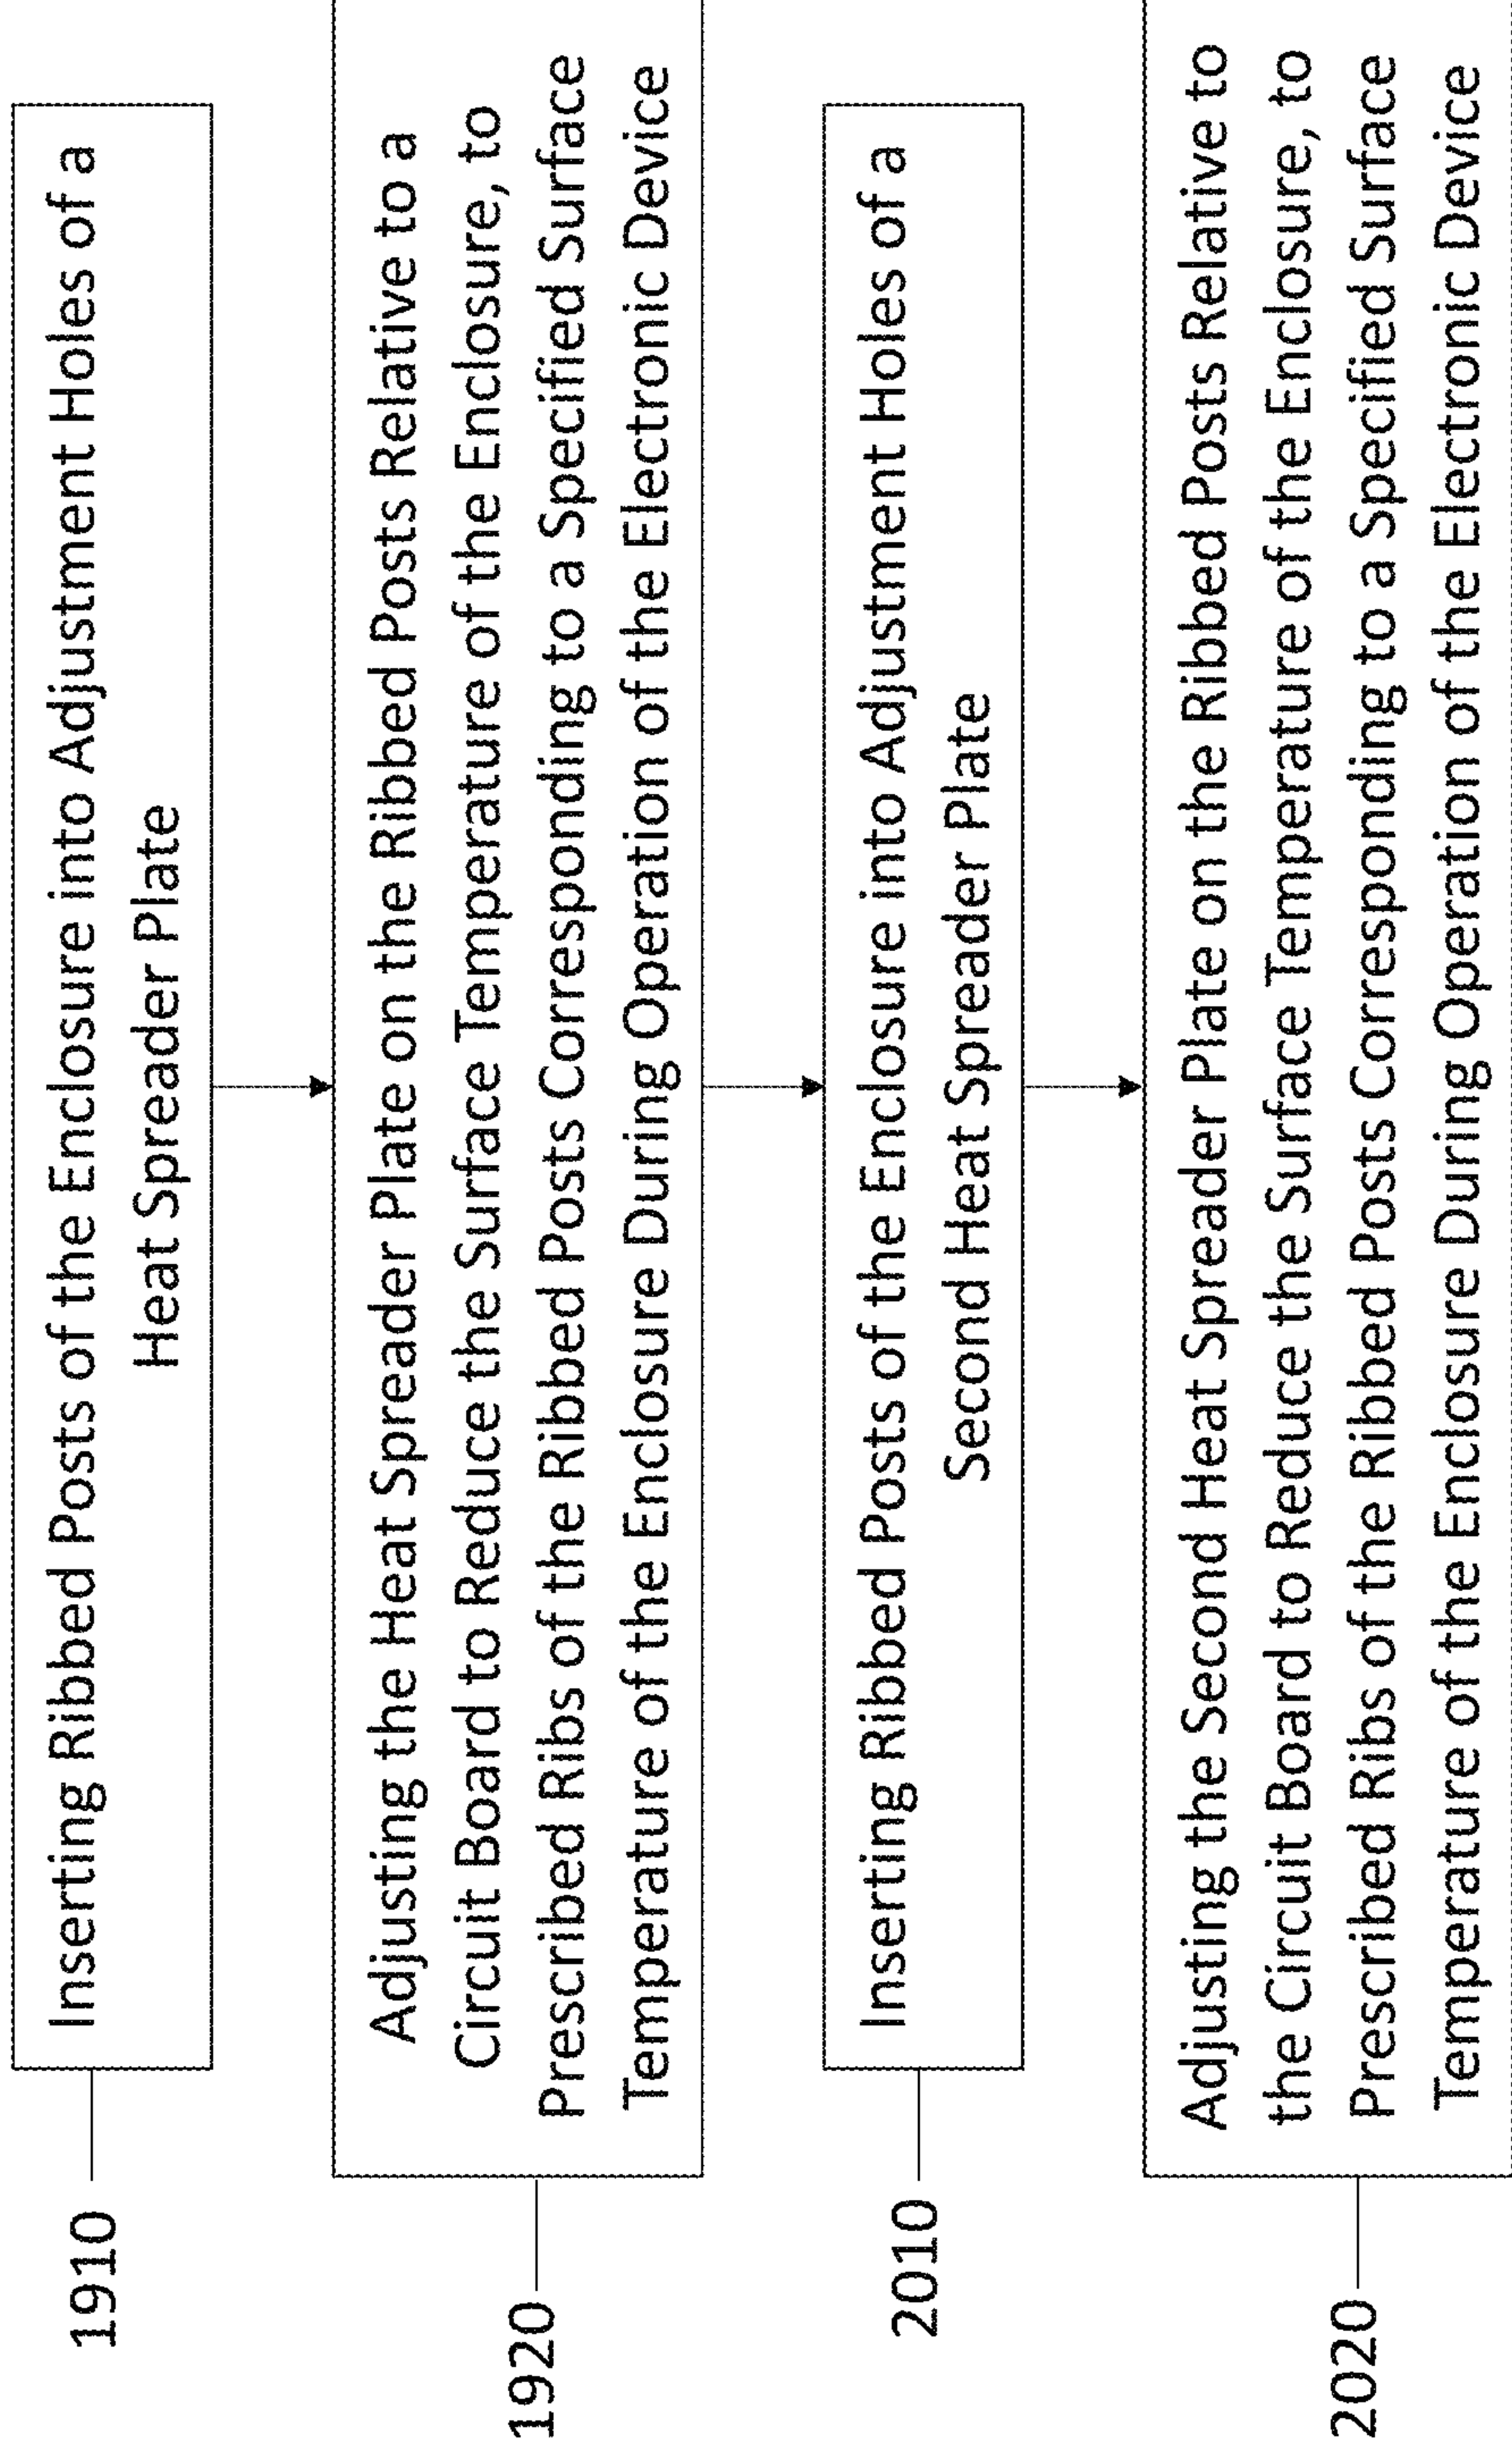 1910
Inserting Ribbed Posts of the Enclosure into Adjustment Holes of a
Heat Spreader Plate
1920
Adjusting the Heat Spreader Plate on the Ribbed Posts Relative to a
Circuit Board to Reduce the Surface Temperature of the Enclosure, to
Prescribed Ribs of the Ribbed Posts Corresponding to a Specified Surface
Temperature of the Enclosure During Operation of the Electronic Device
2010
Inserting Ribbed Posts of the Enclosure into Adjustment Holes of a
Second Heat Spreader Plate
2020
Adjusting the Second Heat Spreader Plate on the Ribbed Posts Relative to
the Circuit Board to Reduce the Surface Temperature of the Enclosure, to
Prescribed Ribs of the Ribbed Posts Corresponding to a Specified Surface
Temperature of the Enclosure During Operation of the Electronic Device